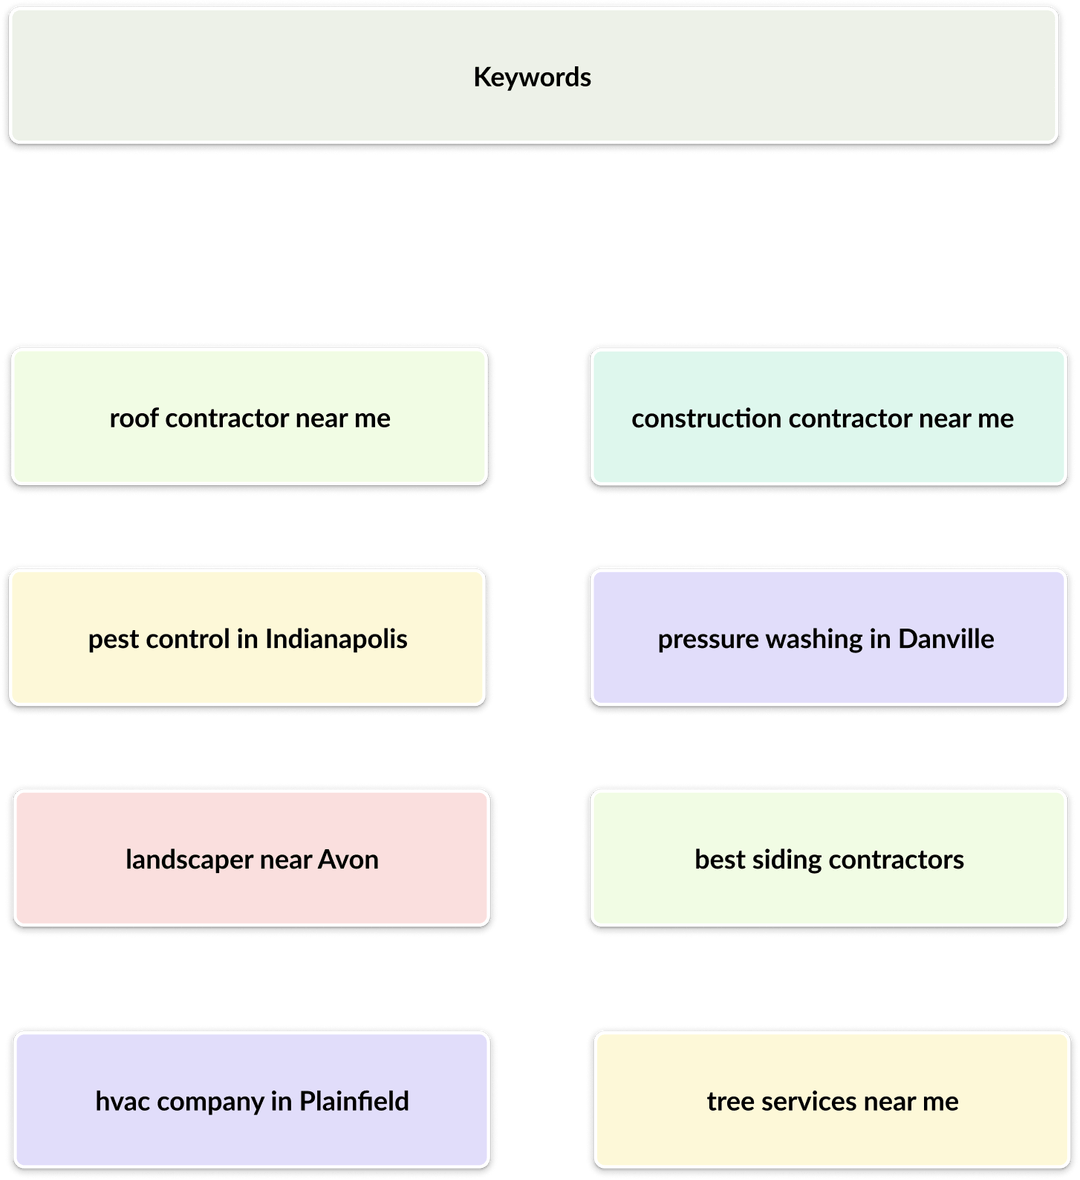 Keywords
roof contractor near me
construction contractor near me
pest control in Indianapolis
pressure washing in Danville
landscaper near Avon
best siding contractors
hvac company in Plainfield
tree services near me